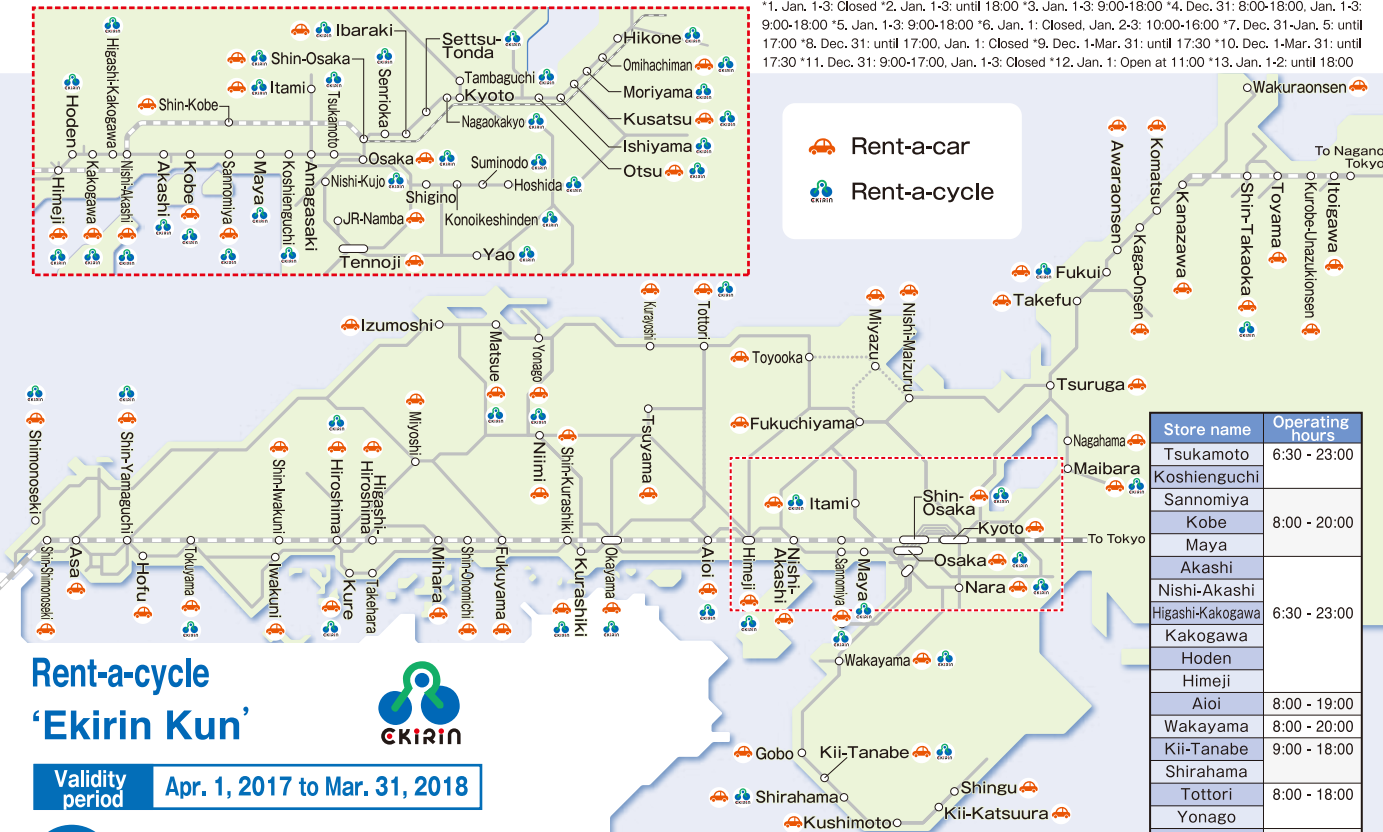 *1. Jan. 1-3: Closed *2. Jan. 1-3: until 18:00 *3. Jan. 1-3: 9:00-18:00 *4. Dec. 31: 8:00-18:00, Jan. 1-3:
9:00-18:00 *5. Jan. 1-3: 9:00-18:00 *6. Jan. 1: Closed, Jan. 2-3: 10:00-16:00 *7. Dec. 31-Jan. 5: until
17:00 *8. Dec. 31: until 17:00, Jan. 1: Closed *9. Dec. 1-Mar. 31: until 17:30 *10. Dec. 1-Mar. 31: until
17:30 *11. Dec. 31: 9:00-17:00, Jan. 1-3: Closed *12. Jan. 1: Open at 11:00 *13. Jan. 1-2: until 18:00
Rent-a-car
Rent-a-cycle
Hoden
Higashi-Kakogawa
Shin-Kobe
Itami
Shin-Osaka
Ibaraki
Tsukamoto
Senrioka
Settsu-
Tonda
Tambaguchi
Kyoto
Nagaokakyo
Hikone
Omihachiman
Moriyama
Kusatsu
Ishiyama
Otsu
Himeji
Kakogawa
Nishi-Akashi
Akashi
Kobe
Sannomiya
Maya
Koshienguchi
Amagasaki
Osaka
Nishi-Kujo
JR-Namba
Tennoji
Shigino
Suminodo
Hoshida
Konoikeshinden
Yao
Wakuraonsen
To Nagano
Tokyo
Awaraonsen
Komatsu
Kanazawa
Kaga-Onsen
Shin-Takaoka
Toyama
Kurobe-Unazukionsen
Itoigawa
Fukui
Takefu
Tsuruga
Nagahama
Maibara
Izumoshi
Matsue
Yonago
Kurayoshi
Tottori
Toyooka
Miyazu
Nishi-Maizuru
Fukuchiyama
Shimonoseki
Shin-Yamaguchi
Shin-Iwakuni
Hiroshima
Higashi-
Hiroshima
Miyoshi
Niimi
Shin-Kurashiki
Tsuyama
Itami
Shin-
Osaka
Kyoto
To Tokyo
Osaka
Nara
Shin-Shimonoseki
Asa
Hofu
Tokuyama
Iwakuni
Kure
Takehara
Mihara
Shin-Onomichi
Fukuyama
Kurashiki
Okayama
Aioi
Himeji
Nishi-
Akashi
Sannomiya
Maya
Wakayama
Gobo
Kii-Tanabe
Shirahama
Kushimoto
Shingu
Kii-Katsuura
Rent-a-cycle
'Ekirin Kun'
EKIRIN
Validity
period
Apr. 1, 2017 to Mar. 31, 2018
Store name Operating
hours
Tsukamoto 6:30 - 23:00
Koshienguchi
Sannomiya
Kobe 8:00 - 20:00
Maya
Akashi
Nishi-Akashi
Higashi-Kakogawa 6:30 - 23:00
Kakogawa
Hoden
Himeji
Aioi 8:00 - 19:00
Wakayama 8:00 - 20:00
Kii-Tanabe 9:00 - 18:00
Shirahama
Tottori 8:00 - 18:00
Yonago